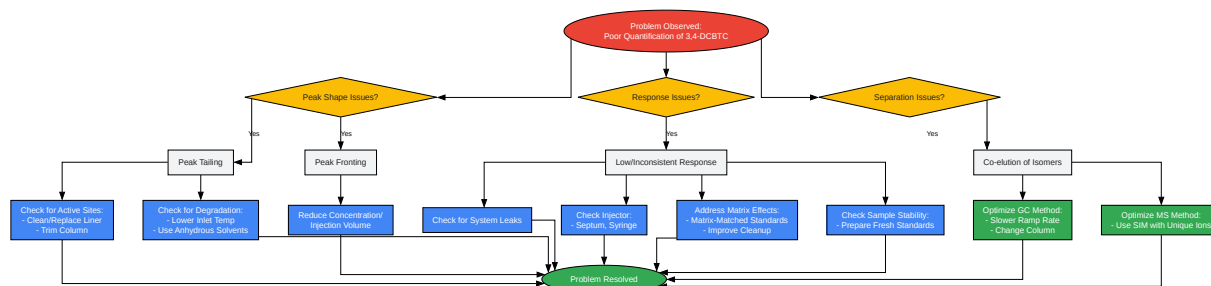 Problem Observed:
Poor Quantification of 3,4-DCBTC
Peak Shape Issues?
Response Issues?
Separation Issues?
Yes
Yes
Yes
Yes
Peak Tailing
Peak Fronting
Low/Inconsistent Response
Co-elution of Isomers
Check for Active Sites:
- Clean/Replace Liner
- Trim Column
Check for Degradation:
- Lower Inlet Temp
- Use Anhydrous Solvents
Reduce Concentration/
Injection Volume
Check for System Leaks
Check Injector:
- Septum, Syringe
Address Matrix Effects:
- Matrix-Matched Standards
- Improve Cleanup
Check Sample Stability:
- Prepare Fresh Standards
Optimize GC Method:
- Slower Ramp Rate
- Change Column
Optimize MS Method:
- Use SIM with Unique Ions
Problem Resolved